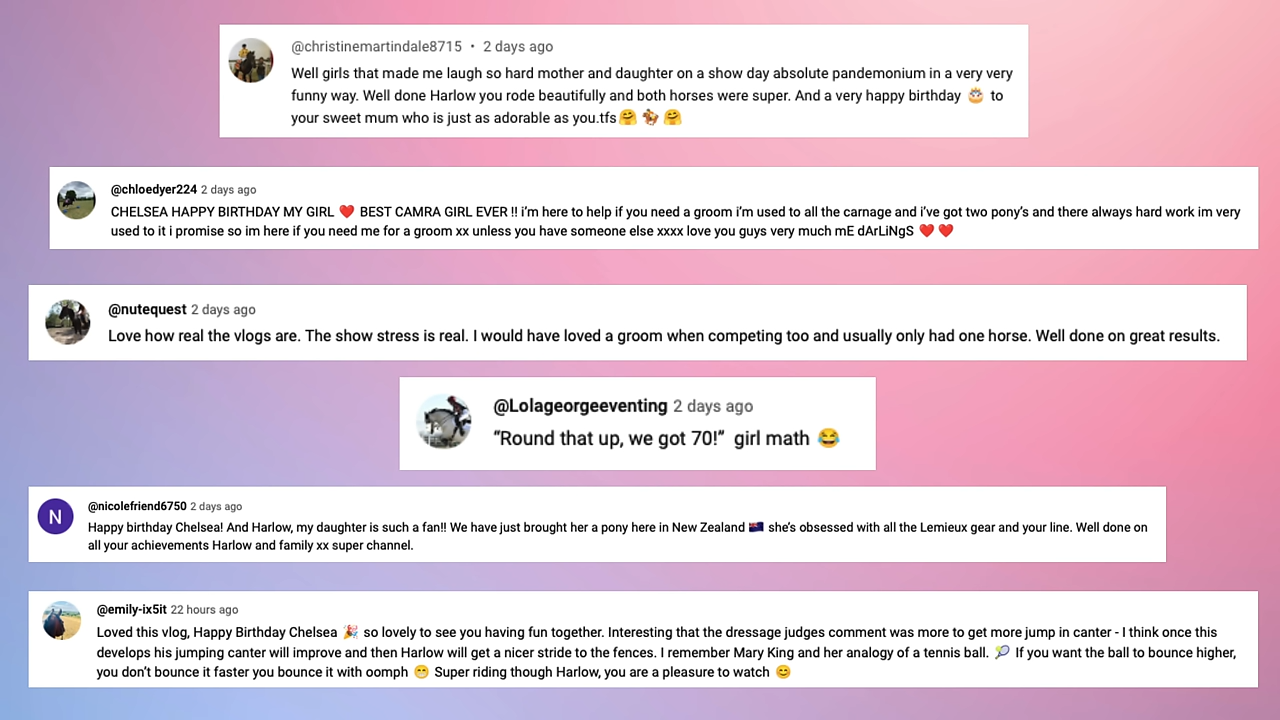 @christinemartindale8715 • 2 days ago
Well girls that made me laugh so hard mother and daughter on a show day absolute pandemonium in a very very
funny way. Well done Harlow you rode beautifully and both horses were super. And a very happy birthday 🎂 to
your sweet mum who is just as adorable as you.tfs🤗 🏇 🤗
@chloedyer224 2 days ago
CHELSEA HAPPY BIRTHDAY MY GIRL ❤️ BEST CAMRA GIRL EVER !! i’m here to help if you need a groom i’m used to all the carnage and i’ve got two pony’s and there always hard work im very
used to it i promise so im here if you need me for a groom xx unless you have someone else xxxx love you guys very much mE dArLiNgS ❤️ ❤️
@nutequest 2 days ago
Love how real the vlogs are. The show stress is real. I would have loved a groom when competing too and usually only had one horse. Well done on great results.
@Lolageorgeeventing 2 days ago
“Round that up, we got 70!” girl math 😂
N
@nicolefriend6750 2 days ago
Happy birthday Chelsea! And Harlow, my daughter is such a fan!! We have just brought her a pony here in New Zealand 🇳🇿 she’s obsessed with all the Lemieux gear and your line. Well done on
all your achievements Harlow and family xx super channel.
@emily-ix5it 22 hours ago
Loved this vlog, Happy Birthday Chelsea 🎉 so lovely to see you having fun together. Interesting that the dressage judges comment was more to get more jump in canter - I think once this
develops his jumping canter will improve and then Harlow will get a nicer stride to the fences. I remember Mary King and her analogy of a tennis ball. 🎾 If you want the ball to bounce higher,
you don’t bounce it faster you bounce it with oomph 😁 Super riding though Harlow, you are a pleasure to watch 😊